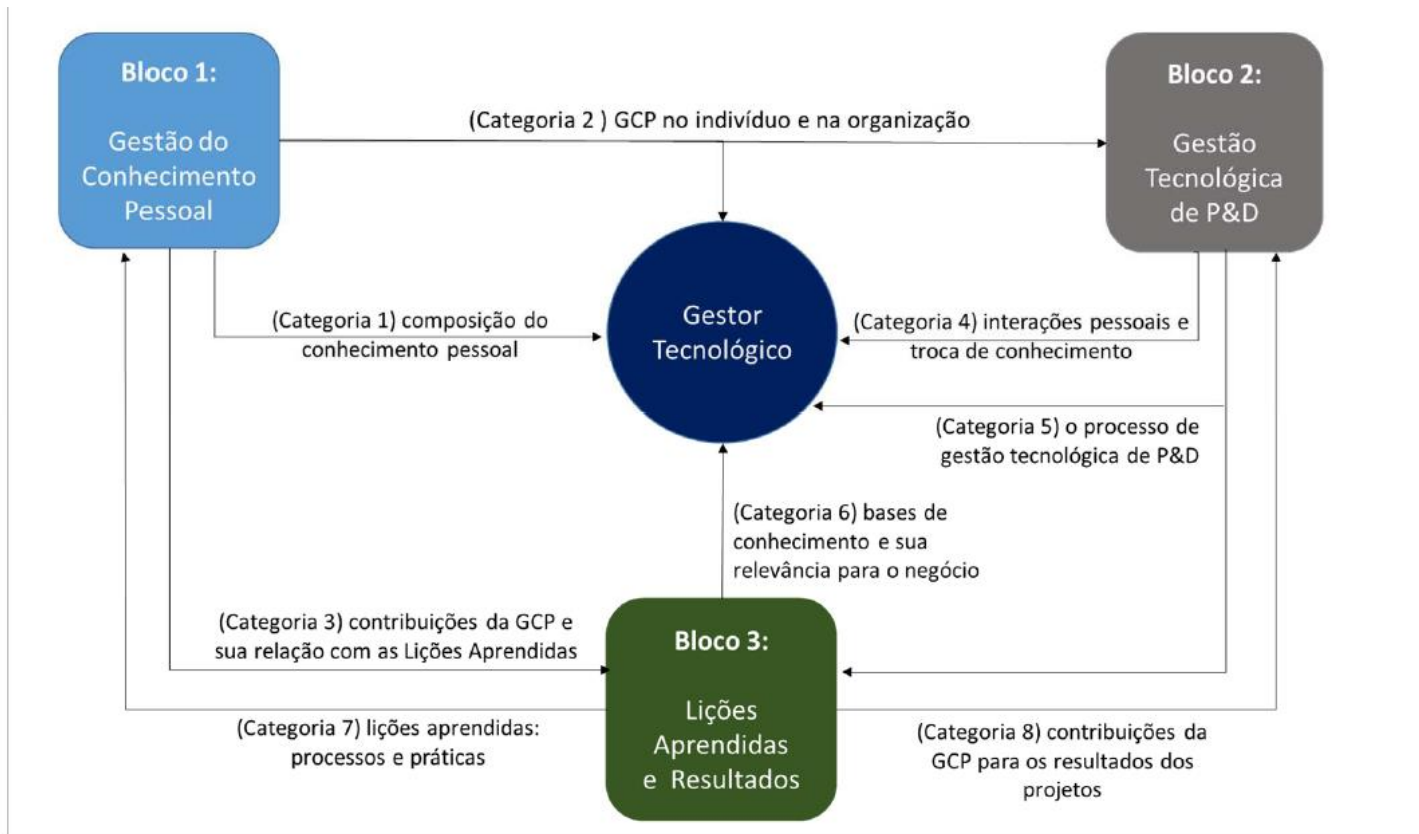 Bloco 1:
Gestão do
Conhecimento
Pessoal
(Categoria 2 ) GCP no indivíduo e na organização
Bloco 2:
Gestão
Tecnológica
de P&D
Gestor
Tecnológico
(Categoria 1) composição do
conhecimento pessoal
(Categoria 4) interações pessoais e
troca de conhecimento
(Categoria 5) o processo de
gestão tecnológica de P&D
(Categoria 6) bases de
conhecimento e sua
relevância para o negócio
(Categoria 3) contribuições da GCP e
sua relação com as Lições Aprendidas
Bloco 3:
Lições
Aprendidas
e Resultados
(Categoria 7) lições aprendidas:
processos e práticas
(Categoria 8) contribuições da
GCP para os resultados dos
projetos